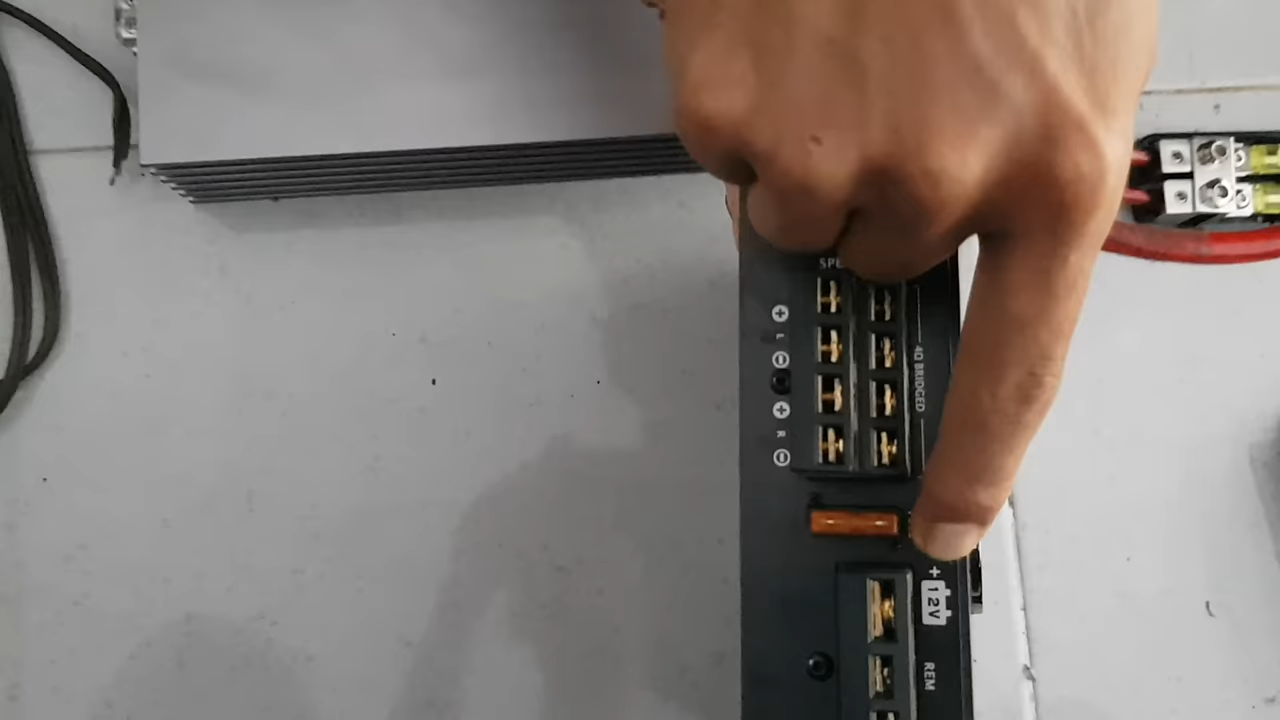 SPE
+
L
-
+
R
-
4Ω BRIDGED
+
12V
REM